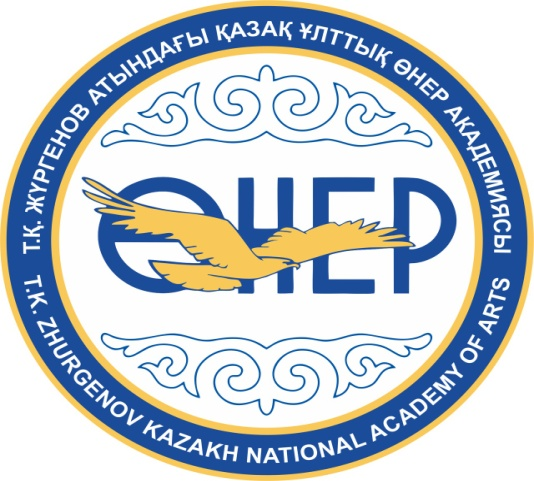 Т.Қ. ЖҮРГЕНОВ АТЫНДАҒЫ ҚАЗАҚ ҰЛТТЫҚ ӨНЕР АКАДЕМИЯСЫ
ӨНЕР
T.K. ZHURGENOV KAZAKH NATIONAL ACADEMY OF ARTS